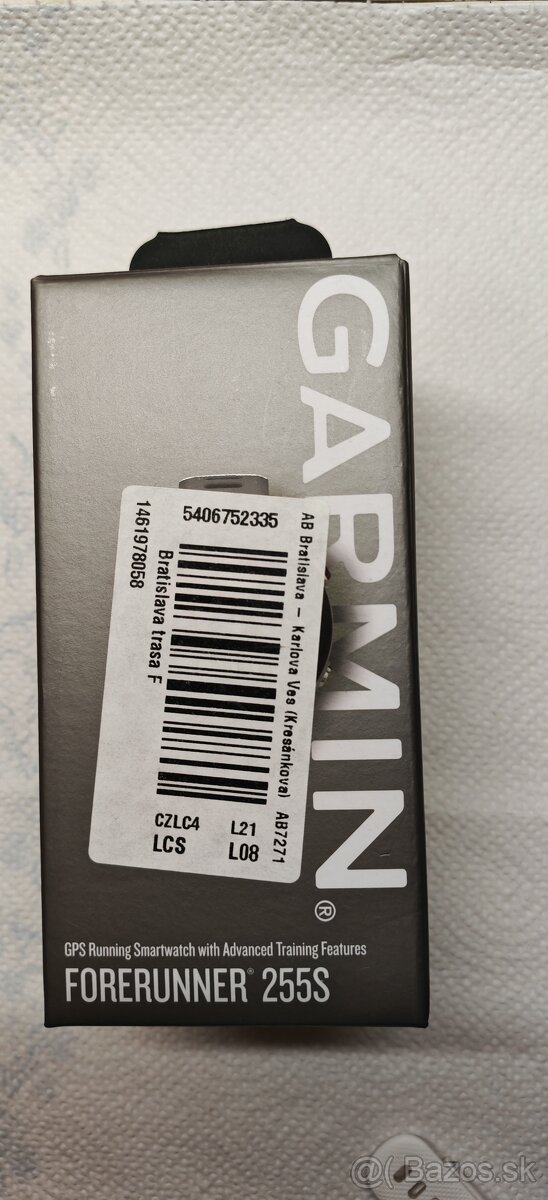 GARMIN®
5406752335
AB Bratislava - Karlova Ves (Kresánkova) AB7271
Bratislava trasa F
1461978058
CZLC4 L21
LCS L08
GPS Running Smartwatch with Advanced Training Features
FORERUNNER® 255S
@ Bazos.sk